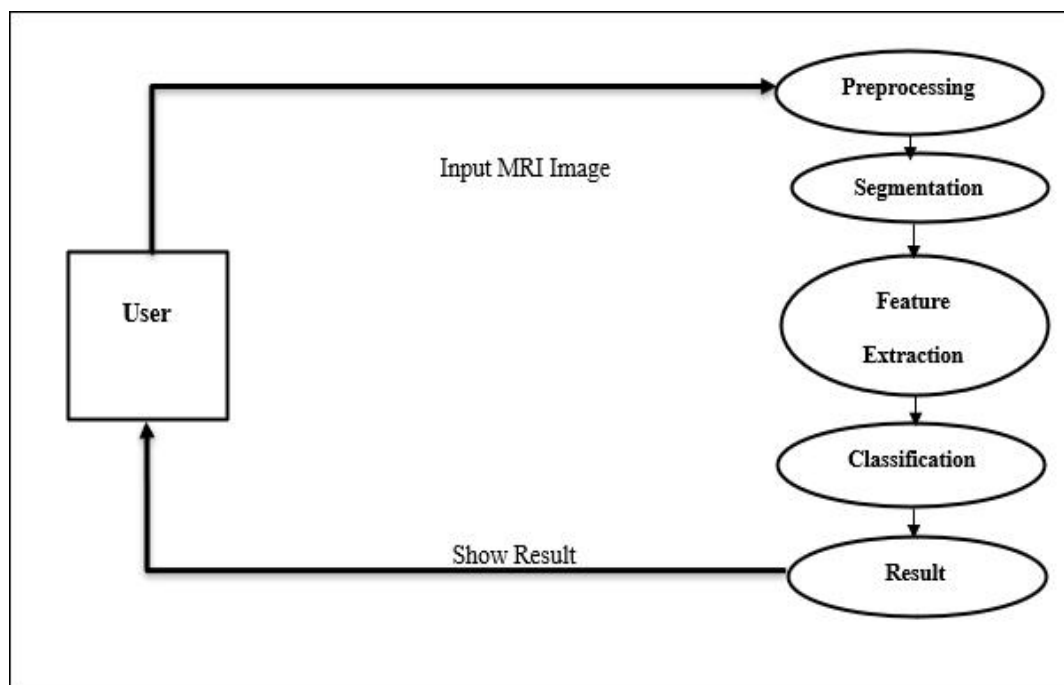 Preprocessing
Input MRI Image
Segmentation
User
Feature
Extraction
Classification
Show Result
Result